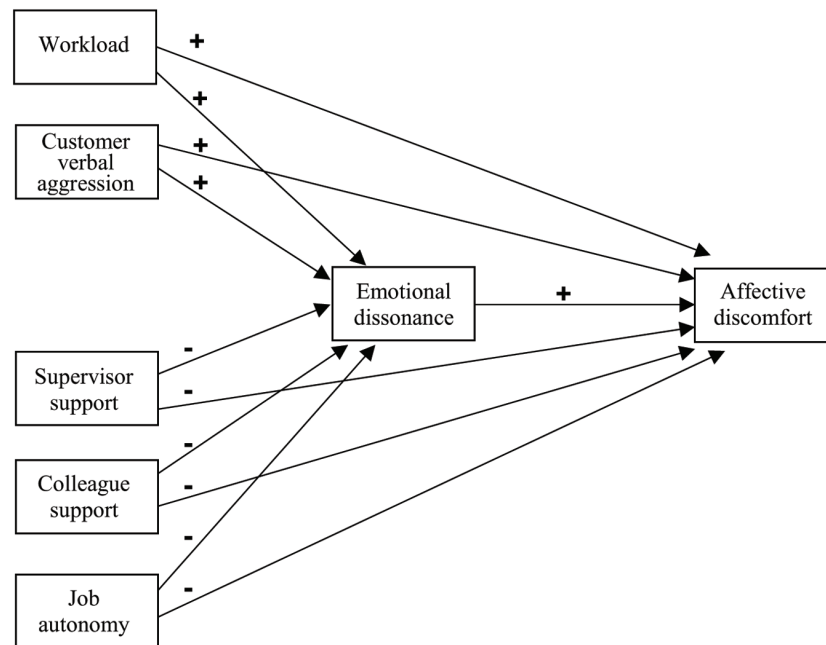 Workload
+
+
Customer
verbal
aggression
+
+
Emotional
dissonance
+
Affective
discomfort
Supervisor
support
-
-
Colleague
support
-
-
Job
autonomy
-
-